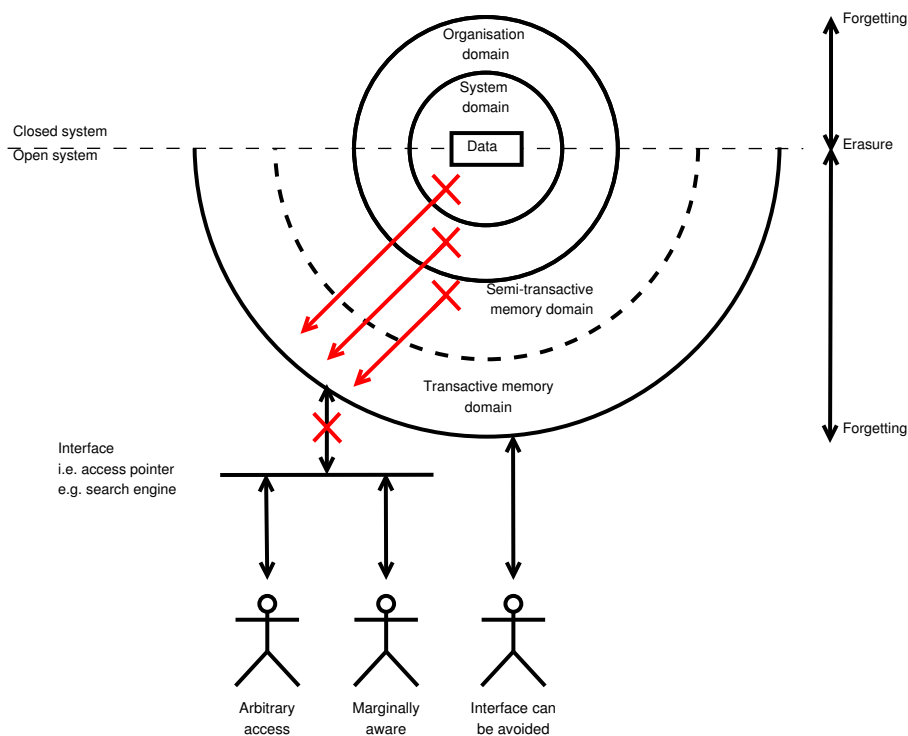 Forgetting
Organisation
domain
System
domain
Closed system
Open system
Data
Erasure
Semi-transactive
memory domain
Transactive memory
domain
Forgetting
Interface
i.e. access pointer
e.g. search engine
Arbitrary
access
Marginally
aware
Interface can
be avoided